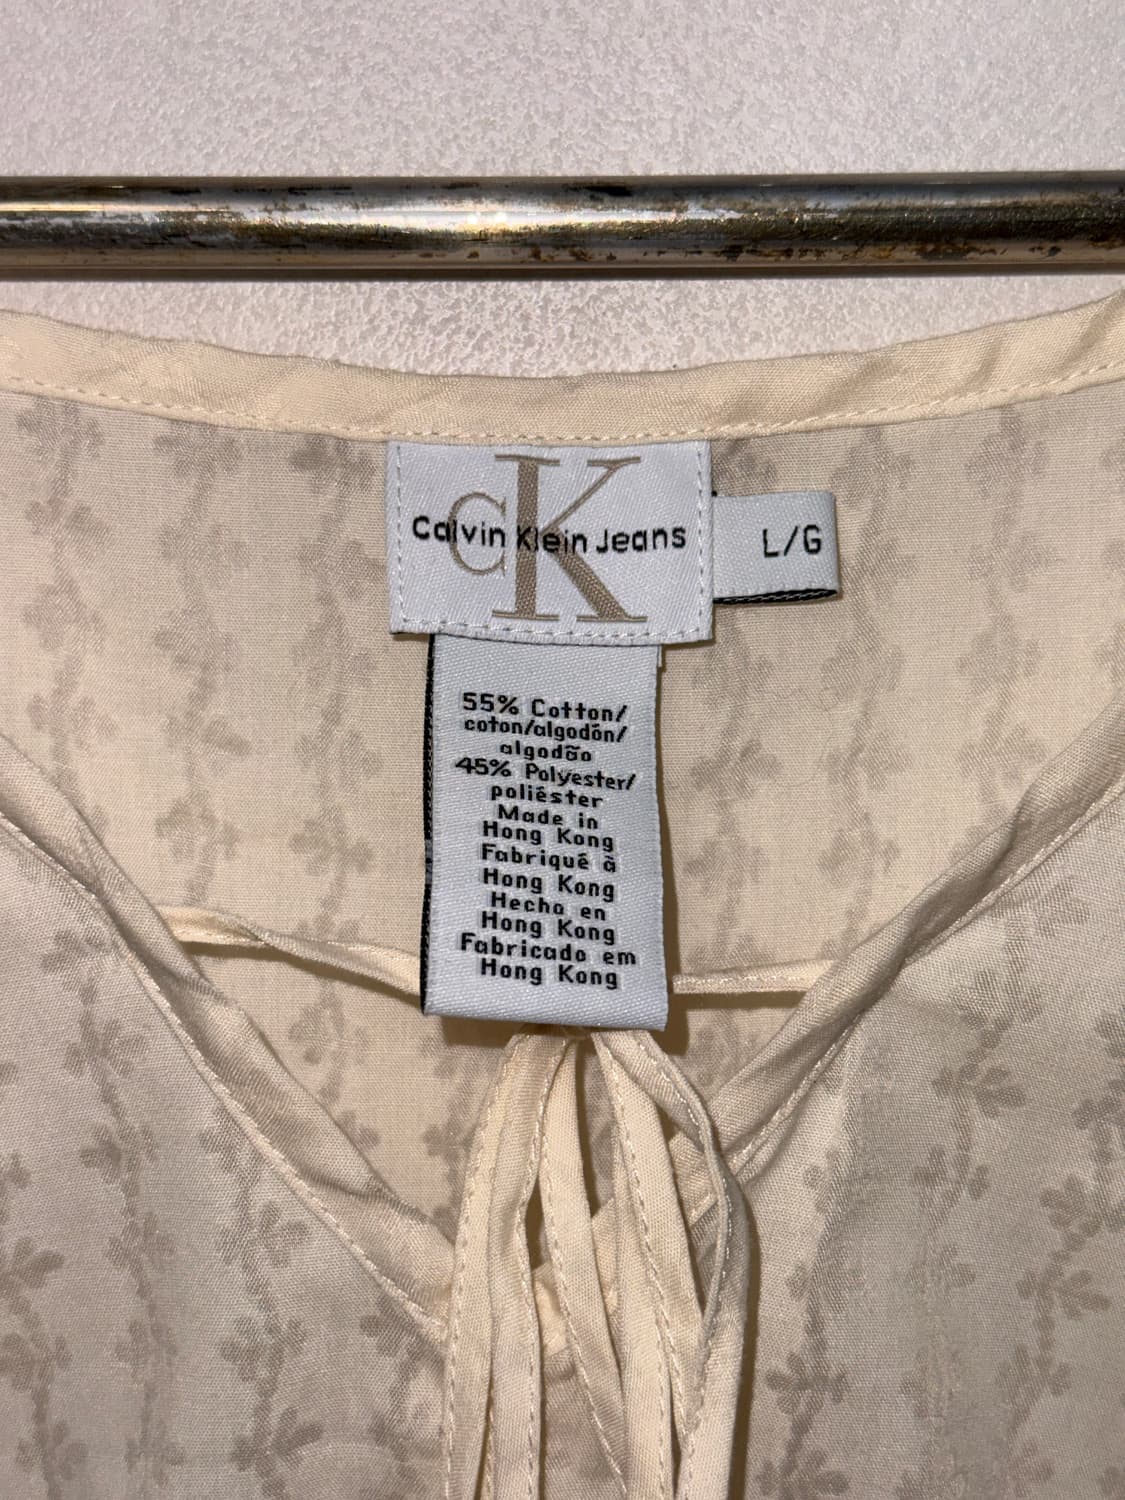 CK
Calvin Klein Jeans
L/G
55% Cotton/
coton/algodón/
algodão
45% Polyester/
poliéster
Made in
Hong Kong
Fabriqué à
Hong Kong
Hecho en
Hong Kong
Fabricado em
Hong Kong